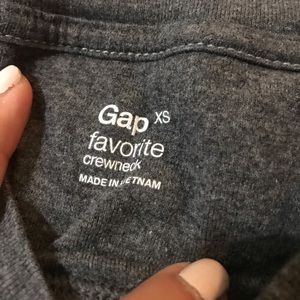 Gap XS
favorite
crewneck
MADE IN VIETNAM